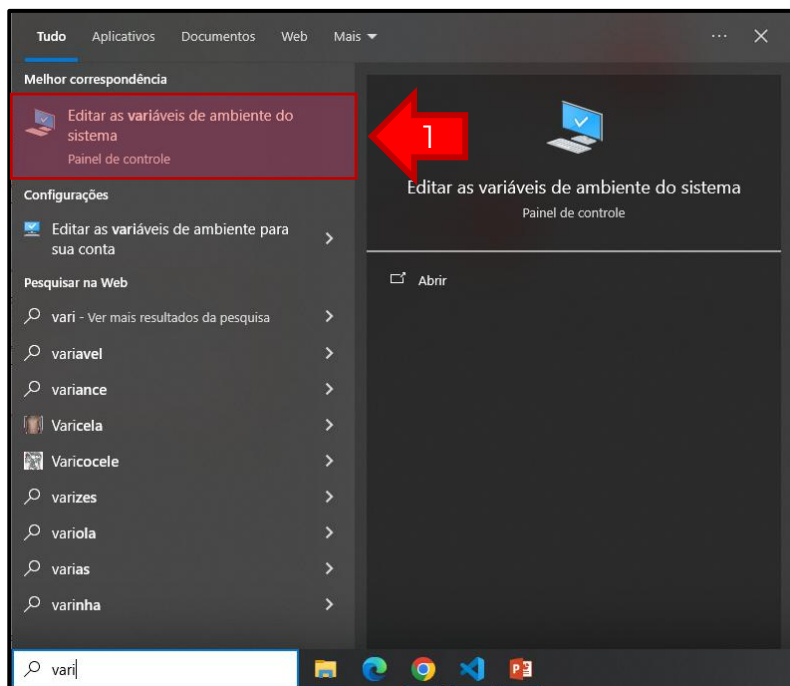 Tudo Aplicativos Documentos Web Mais
Melhor correspondência
Editar as variáveis de ambiente do
sistema
Painel de controle
1
Editar as variáveis de ambiente do sistema
Painel de controle
Abrir
Configurações
Editar as variáveis de ambiente para
sua conta
Pesquisar na Web
vari - Ver mais resultados da pesquisa
variavel
variance
Varicela
Varicocele
varizes
variola
varias
varinha
vari